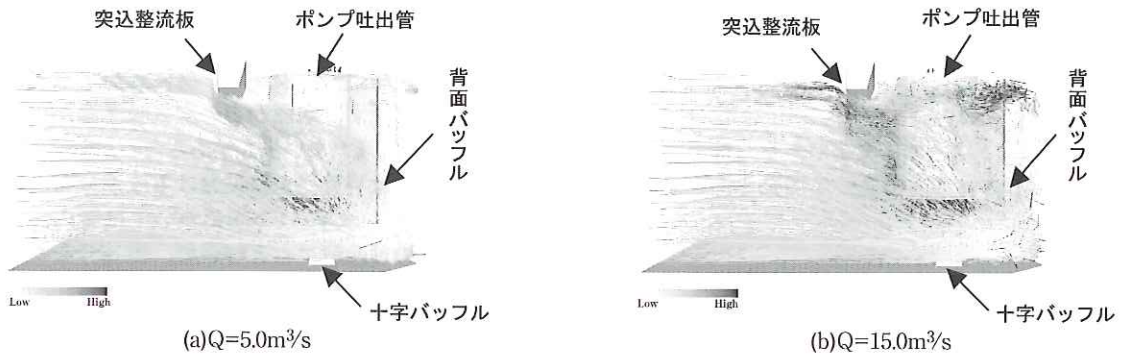 突込整流板
ポンプ吐出管
背面バッフル
Low
High
十字バッフル
(a)Q=5.0m³/s
突込整流板
ポンプ吐出管
背面バッフル
Low
High
十字バッフル
(b)Q=15.0m³/s